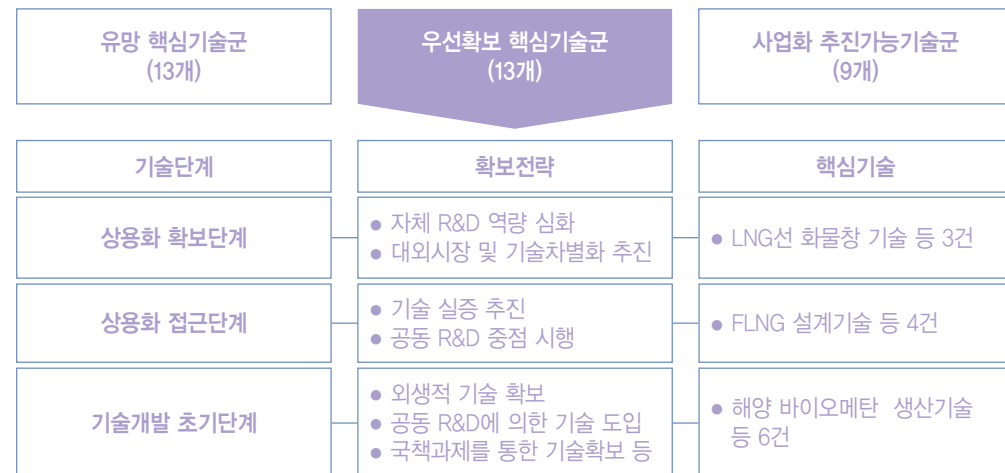 유망 핵심기술군
(13개)
우선확보 핵심기술군
(13개)
사업화 추진가능기술군
(9개)
기술단계
확보전략
핵심기술
상용화 확보단계
● 자체 R&D 역량 심화
● 대외시장 및 기술차별화 추진
● LNG선 화물창 기술 등 3건
상용화 접근단계
● 기술 실증 추진
● 공동 R&D 중점 시행
● FLNG 설계기술 등 4건
기술개발 초기단계
● 외생적 기술 확보
● 공동 R&D에 의한 기술 도입
● 국책과제를 통한 기술확보 등
● 해양 바이오메탄 생산기술
등 6건